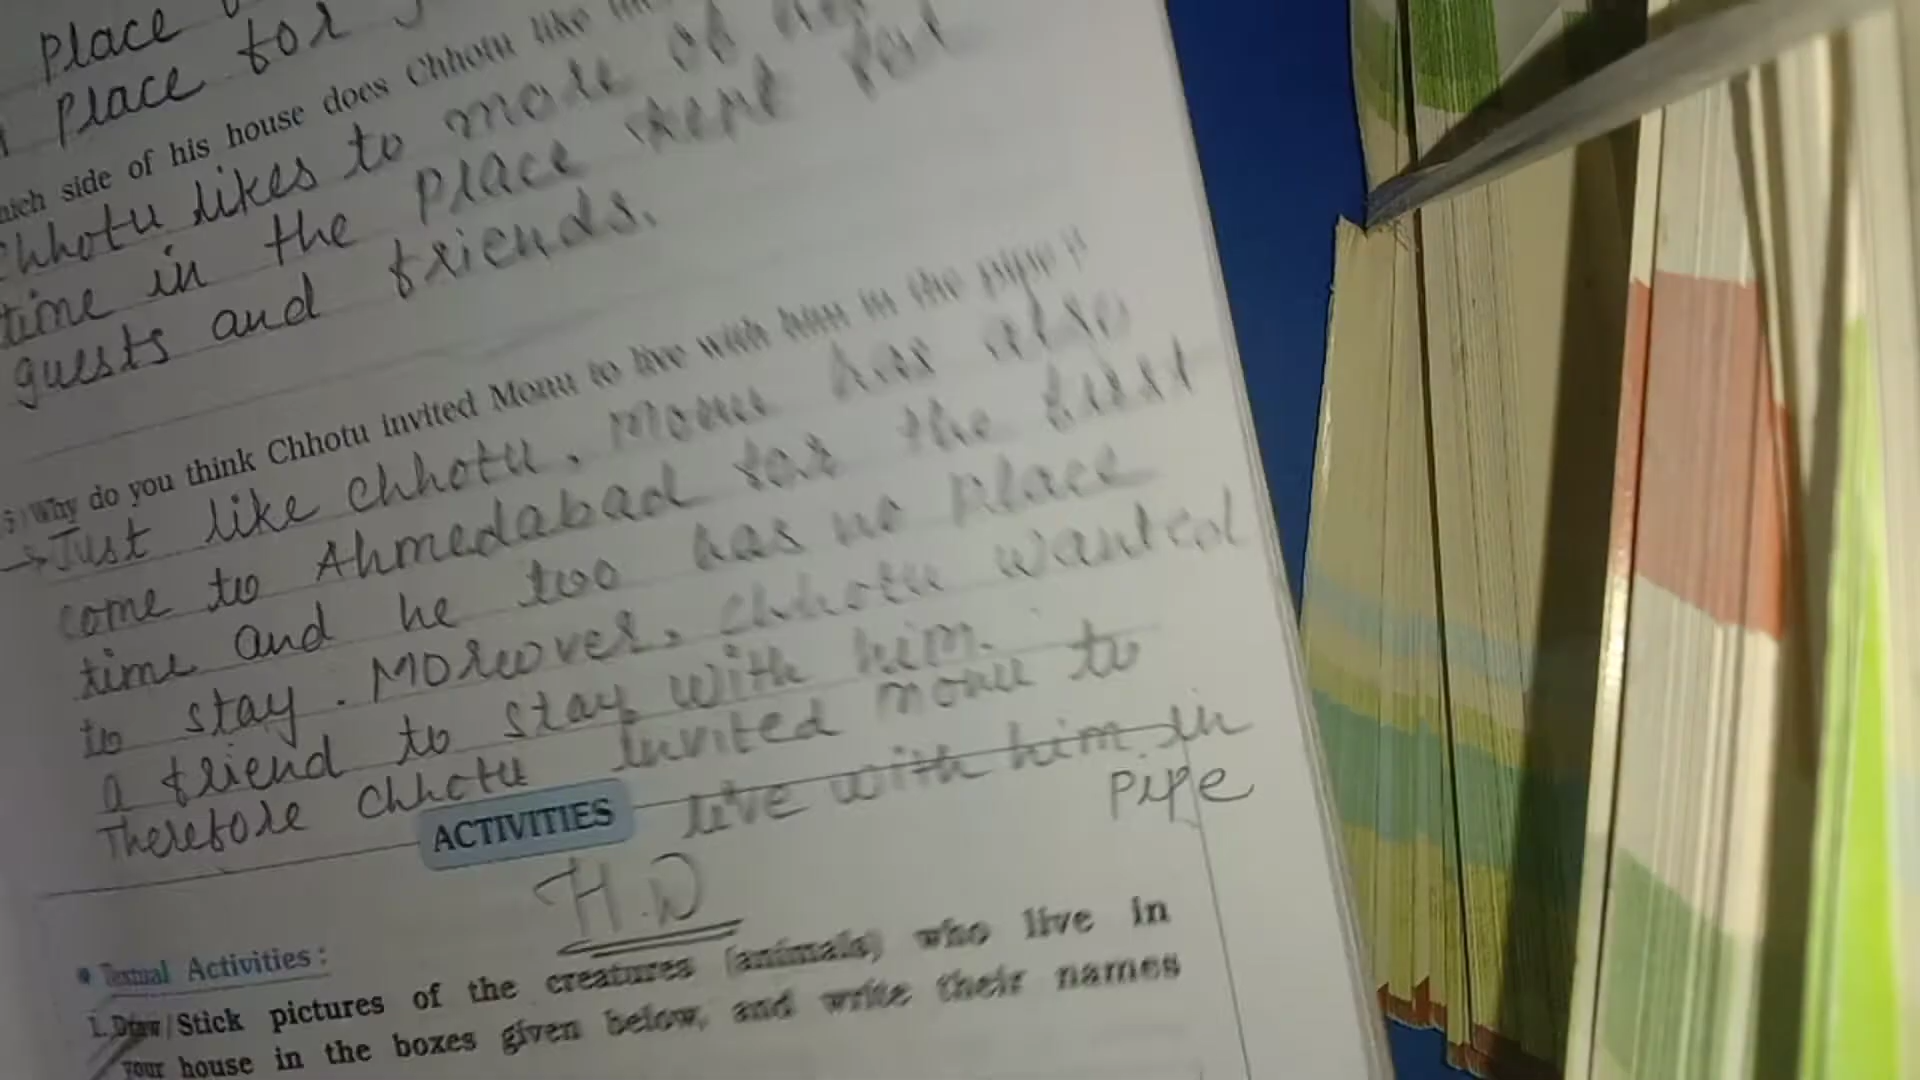 Place
Place for
side of his house does Chhotu like
Chhotu likes to more of
time in the place kept for
guests and friends.
Why do you think Chhotu invited Monu to live with him in the pipe?
→ Just like Chhotu, Monu has also
come to Ahmedabad for the first
time and he too has no place
to stay. Moreover, Chhotu wanted
a friend to stay with him.
Therefore Chhotu invited Monu to
live with him in
pipe
ACTIVITIES
• Textual Activities :
1. Draw/Stick pictures of the creatures (animals) who live in
your house in the boxes given below, and write their names